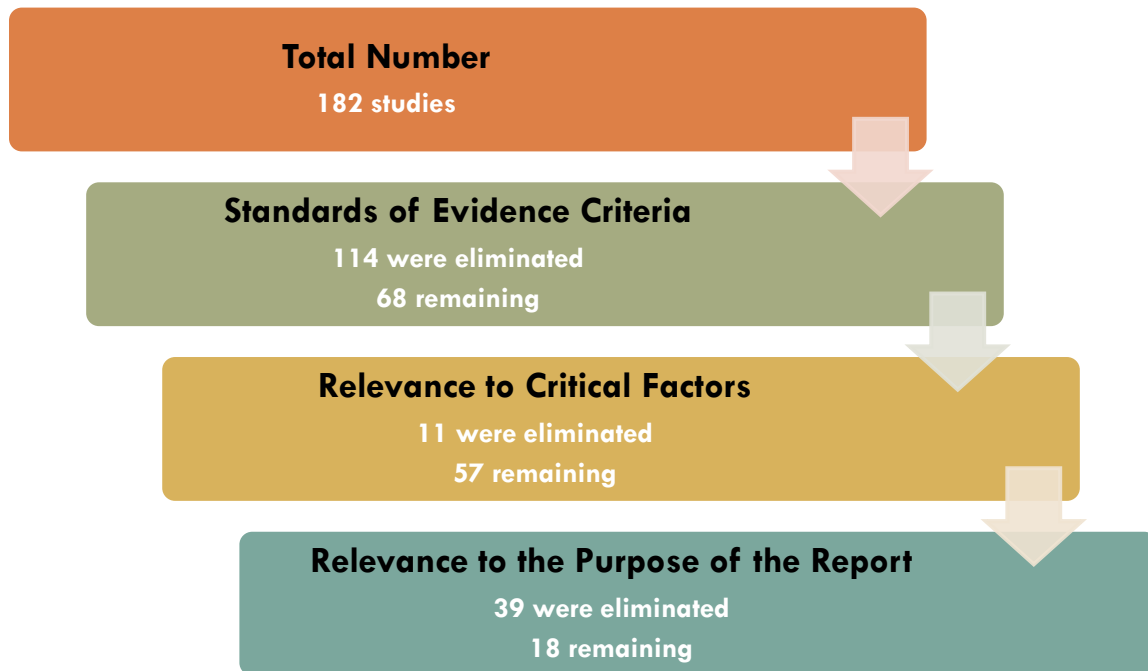 Total Number
182 studies
Standards of Evidence Criteria
114 were eliminated
68 remaining
Relevance to Critical Factors
11 were eliminated
57 remaining
Relevance to the Purpose of the Report
39 were eliminated
18 remaining